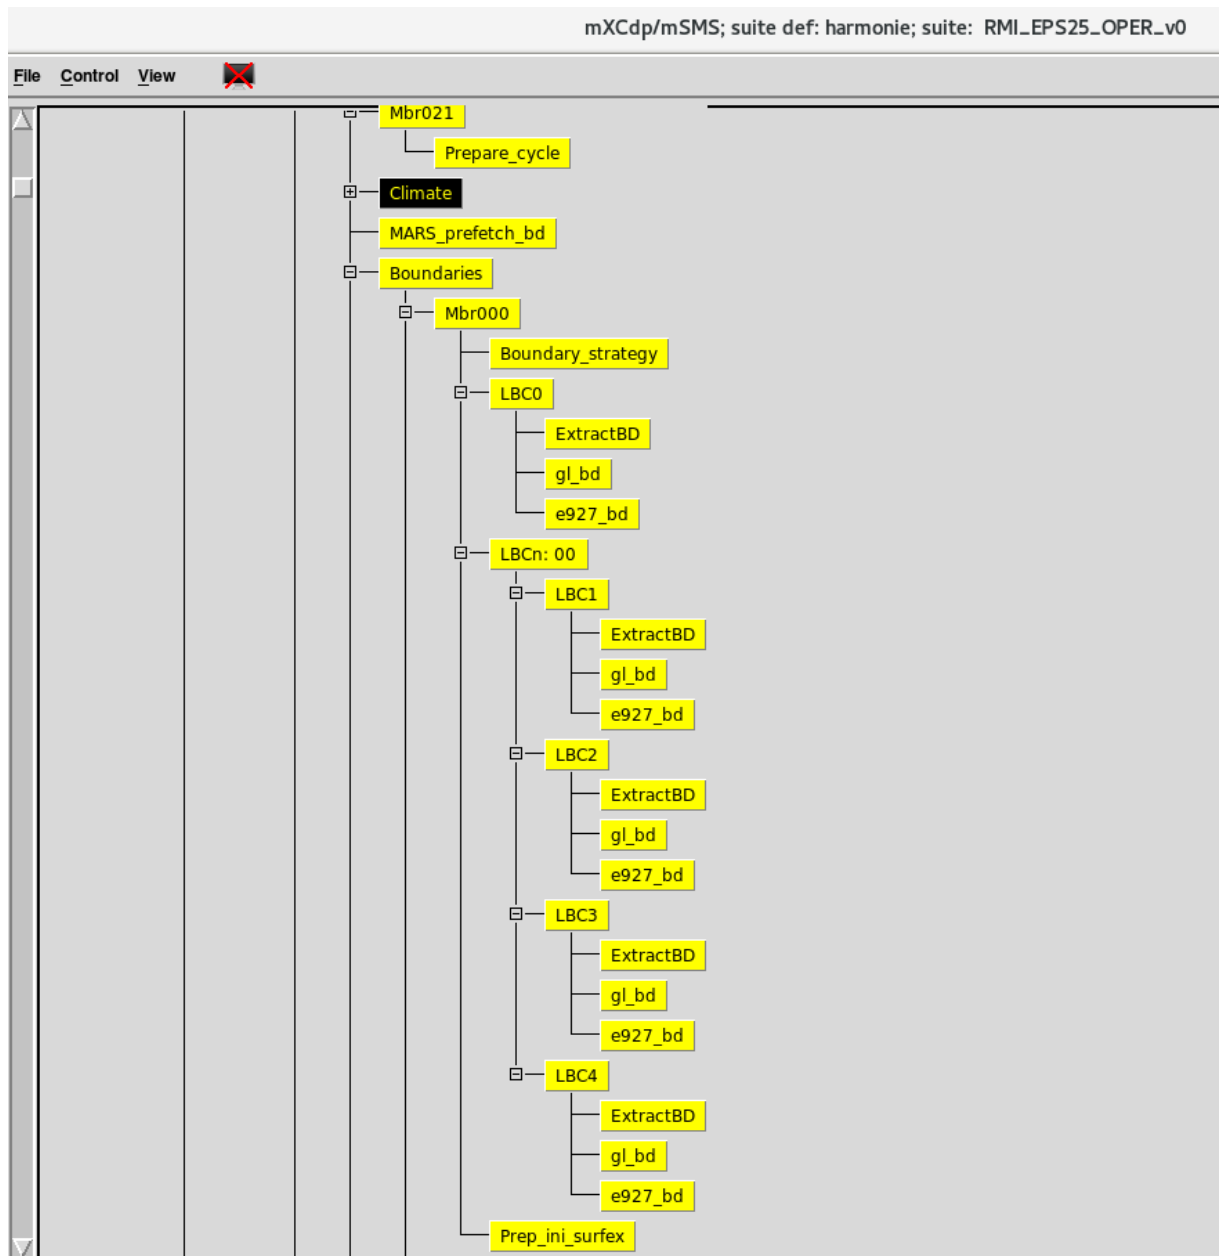 mXCdp/mSMS; suite def: harmonie; suite: RMI_EPS25_OPER_v0
File Control View
Mbr021
Prepare_cycle
Climate
MARS_prefetch_bd
Boundaries
Mbr000
Boundary_strategy
LBC0
ExtractBD
gl_bd
e927_bd
LBCn: 00
LBC1
ExtractBD
gl_bd
e927_bd
LBC2
ExtractBD
gl_bd
e927_bd
LBC3
ExtractBD
gl_bd
e927_bd
LBC4
ExtractBD
gl_bd
e927_bd
Prep_ini_surfex